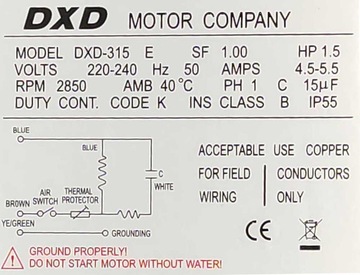 DXD MOTOR COMPANY
MODEL DXD-315 E SF 1.00 HP 1.5
VOLTS 220-240 Hz 50 AMPS 4.5-5.5
RPM 2850 AMB 40°C PH 1 C 15µF
DUTY CONT. CODE K INS CLASS B IP55
BLUE
BLUE
C
WHITE
BROWN
AIR SWITCH
THERMAL PROTECTOR
YE/GREEN
GROUNDING
ACCEPTABLE USE COPPER
FOR FIELD CONDUCTORS
WIRING ONLY
CE
! GROUND PROPERLY!
DO NOT START MOTOR WITHOUT WATER!